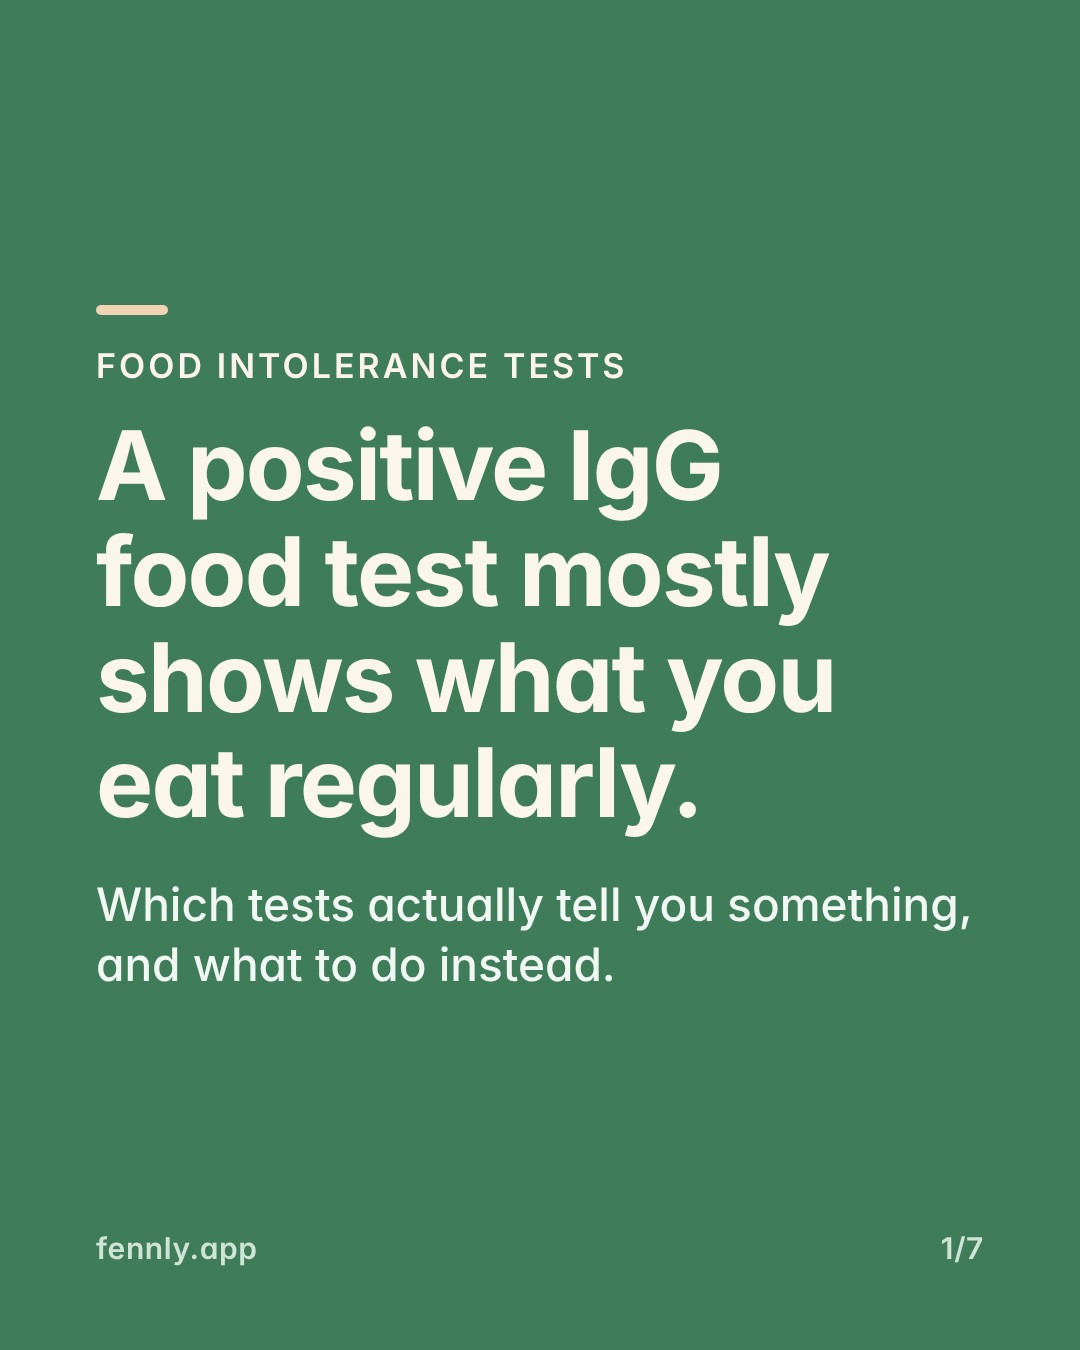 FOOD INTOLERANCE TESTS
A positive IgG
food test mostly
shows what you
eat regularly.
Which tests actually tell you something,
and what to do instead.
fennly.app
1/7